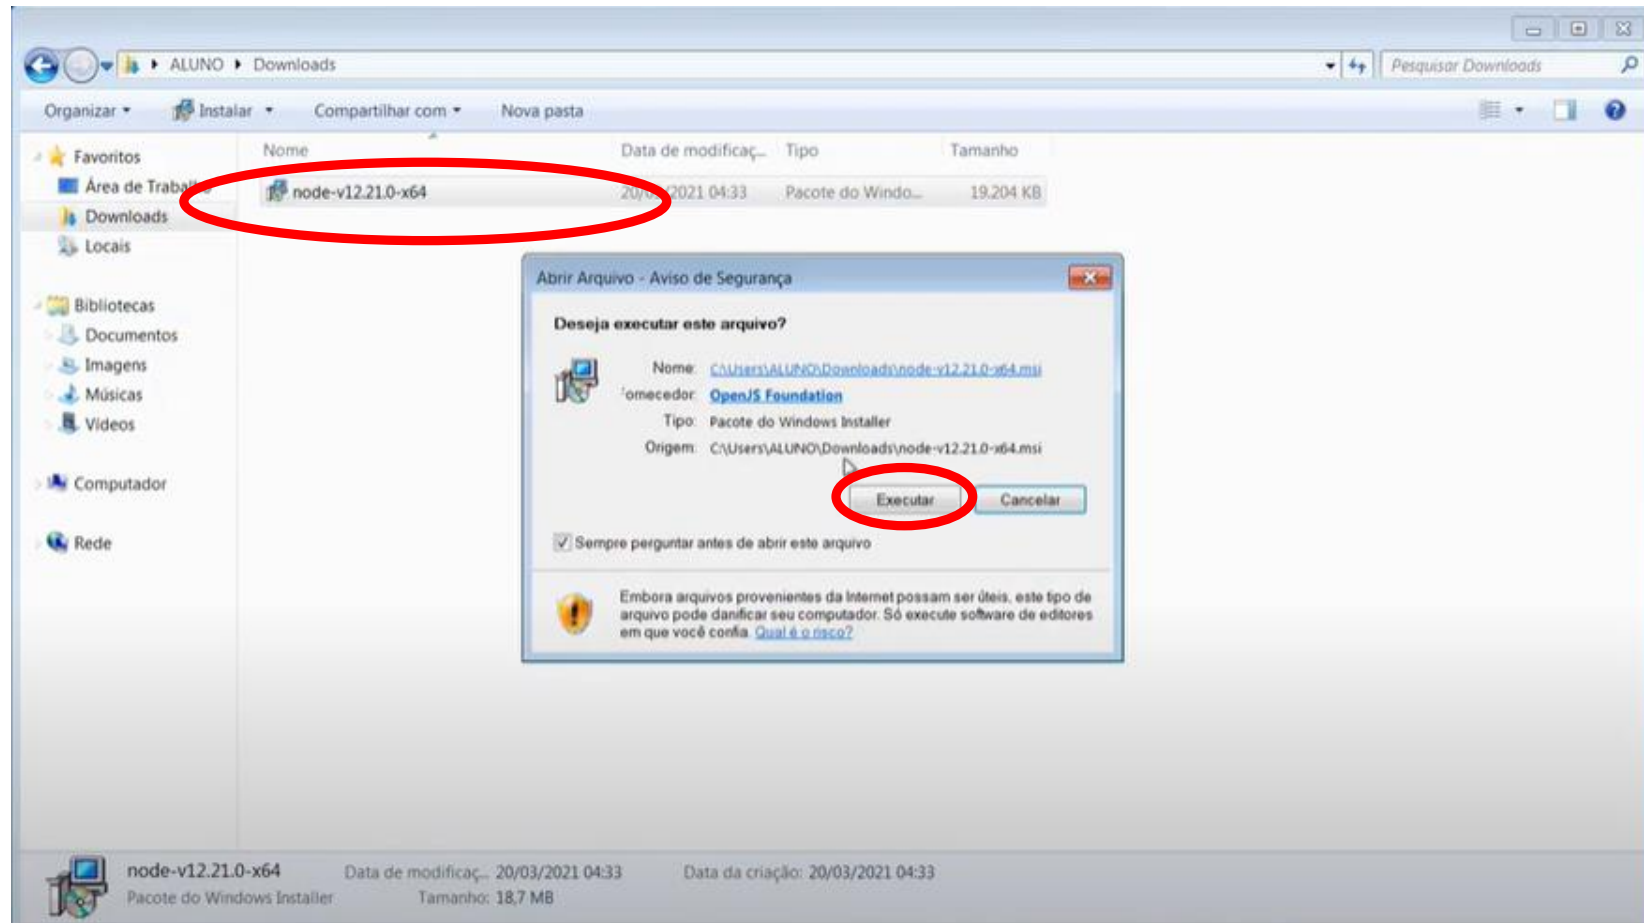 ALUNO Downloads
Pesquisar Downloads
Organizar Instalar Compartilhar com Nova pasta
Nome Data de modificaç... Tipo Tamanho
Favoritos
Área de Trabalho
node-v12.21.0-x64 2021 04:33 Pacote do Windo... 19.204 KB
Downloads
Locais
Bibliotecas
Documentos
Imagens
Músicas
Vídeos
Computador
Rede
Abrir Arquivo - Aviso de Segurança
Deseja executar este arquivo?
Nome: C:\Users\ALUNO\Downloads\node-v12.21.0-x64.msi
Fornecedor: OpenJS Foundation
Tipo: Pacote do Windows Installer
Origem: C:\Users\ALUNO\Downloads\node-v12.21.0-x64.msi
Executar Cancelar
Sempre perguntar antes de abrir este arquivo
Embora arquivos provenientes da Internet possam ser úteis, este tipo de
arquivo pode danificar seu computador. Só execute software de editores
em que você confia. Qual é o risco?
node-v12.21.0-x64 Data de modificaç... 20/03/2021 04:33 Data da criação: 20/03/2021 04:33
Pacote do Windows Installer Tamanho: 18,7 MB